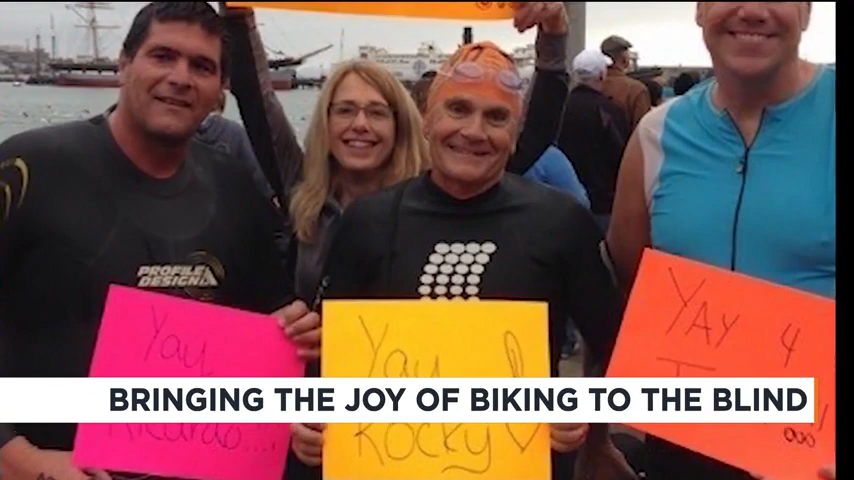 PROFILE
DESIGN
Yay
Ricardo....
Yay
Rocky
YAY 4
BRINGING THE JOY OF BIKING TO THE BLIND